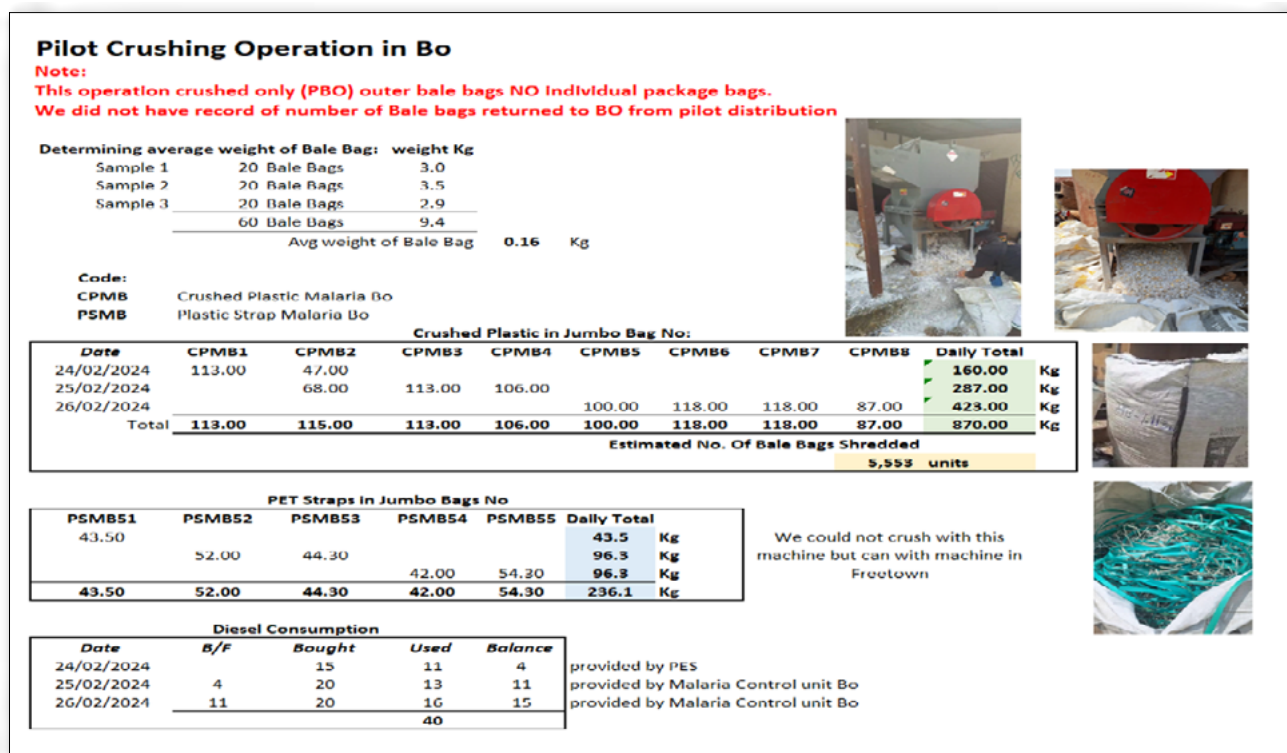 Pilot Crushing Operation in Bo
Note:
This operation crushed only (PBO) outer bale bags NO individual package bags.
We did not have record of number of Bale bags returned to BO from pilot distribution
Determining average weight of Bale Bag: weight Kg
Sample 1 20 Bale Bags 3.0
Sample 2 20 Bale Bags 3.5
Sample 3 20 Bale Bags 2.9
60 Bale Bags 9.4
Avg weight of Bale Bag 0.16 Kg
Code:
CPMB Crushed Plastic Malaria Bo
PSMB Plastic Strap Malaria Bo
Crushed Plastic in Jumbo Bag No:
Date CPMB1 CPMB2 CPMB3 CPMB4 CPMB5 CPMB6 CPMB7 CPMB8 Daily Total
24/02/2024 113.00 47.00 160.00 Kg
25/02/2024 68.00 113.00 106.00 287.00 Kg
26/02/2024 100.00 118.00 118.00 87.00 423.00 Kg
Total 113.00 115.00 113.00 106.00 100.00 118.00 118.00 87.00 870.00 Kg
Estimated No. Of Bale Bags Shredded
5,553 units
PET Straps in Jumbo Bags No
PSMB51 PSMB52 PSMB53 PSMB54 PSMB55 Daily Total
43.50 43.5 Kg
52.00 44.30 96.3 Kg
42.00 54.30 96.3 Kg
43.50 52.00 44.30 42.00 54.30 236.1 Kg
We could not crush with this
machine but can with machine in
Freetown
Diesel Consumption
Date B/F Bought Used Balance
24/02/2024 15 11 4 provided by PES
25/02/2024 4 20 13 11 provided by Malaria Control unit Bo
26/02/2024 11 20 16 15 provided by Malaria Control unit Bo
40